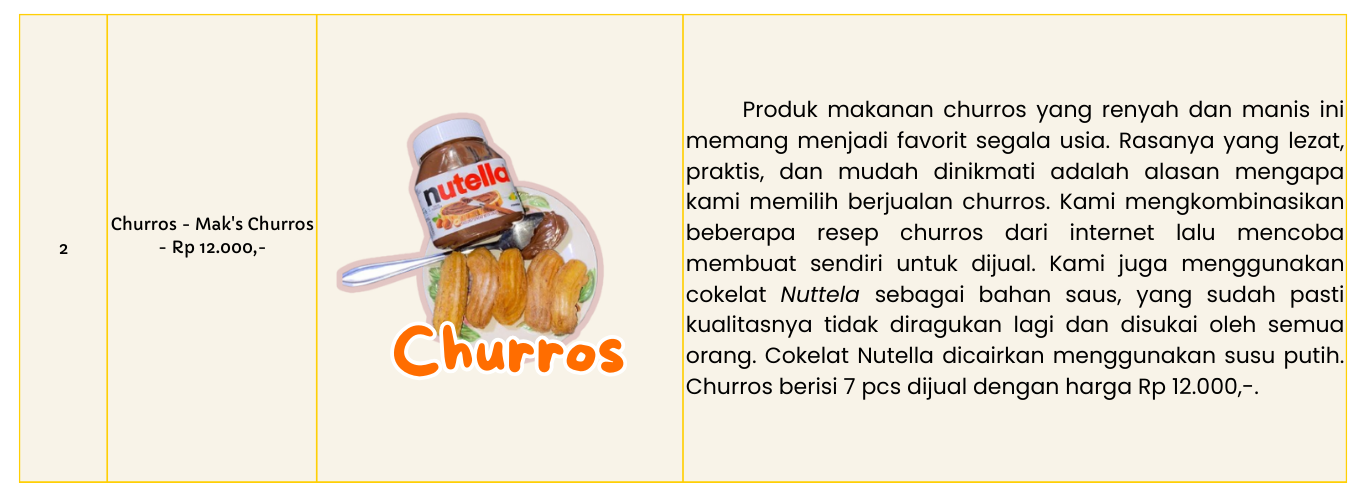 2
Churros - Mak's Churros
- Rp 12.000,-
nutella
Churros
Produk makanan churros yang renyah dan manis ini
memang menjadi favorit segala usia. Rasanya yang lezat,
praktis, dan mudah dinikmati adalah alasan mengapa
kami memilih berjualan churros. Kami mengkombinasikan
beberapa resep churros dari internet lalu mencoba
membuat sendiri untuk dijual. Kami juga menggunakan
cokelat Nuttela sebagai bahan saus, yang sudah pasti
kualitasnya tidak diragukan lagi dan disukai oleh semua
orang. Cokelat Nutella dicairkan menggunakan susu putih.
Churros berisi 7 pcs dijual dengan harga Rp 12.000,-.